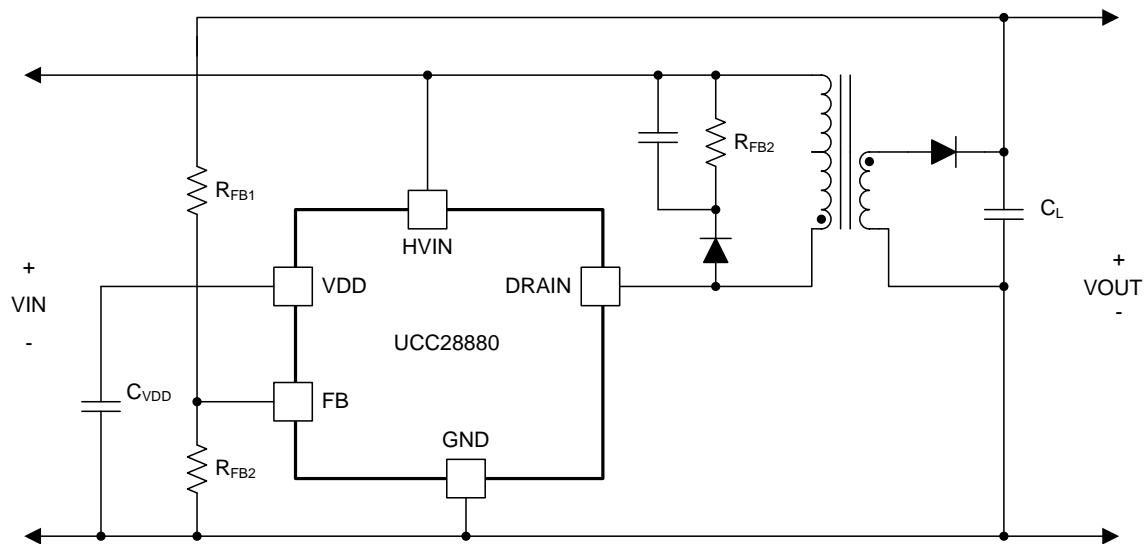 R_FB2
R_FB1
C_L
HVIN
+
VIN
-
VDD
DRAIN
+
VOUT
-
UCC28880
C_VDD
FB
GND
R_FB2